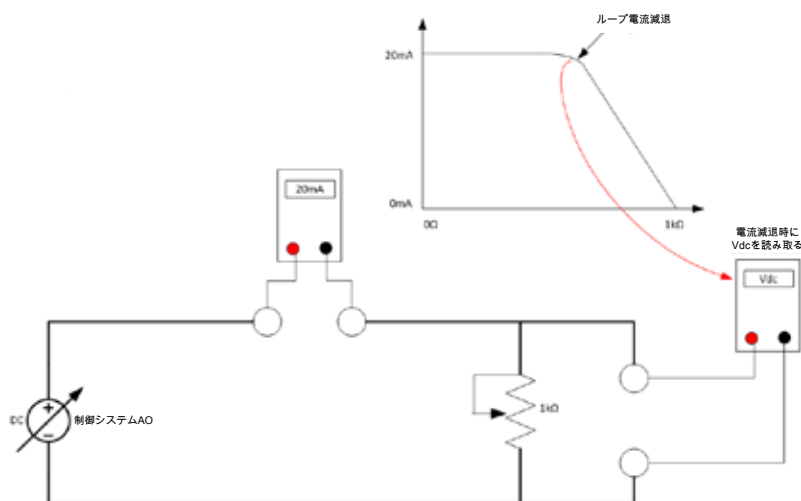 ループ電流減退
20mA
0mA
0Ω
1kΩ
20mA
電流減退時に
Vdcを読み取る
Vdc
DC
制御システムAO
1kΩ